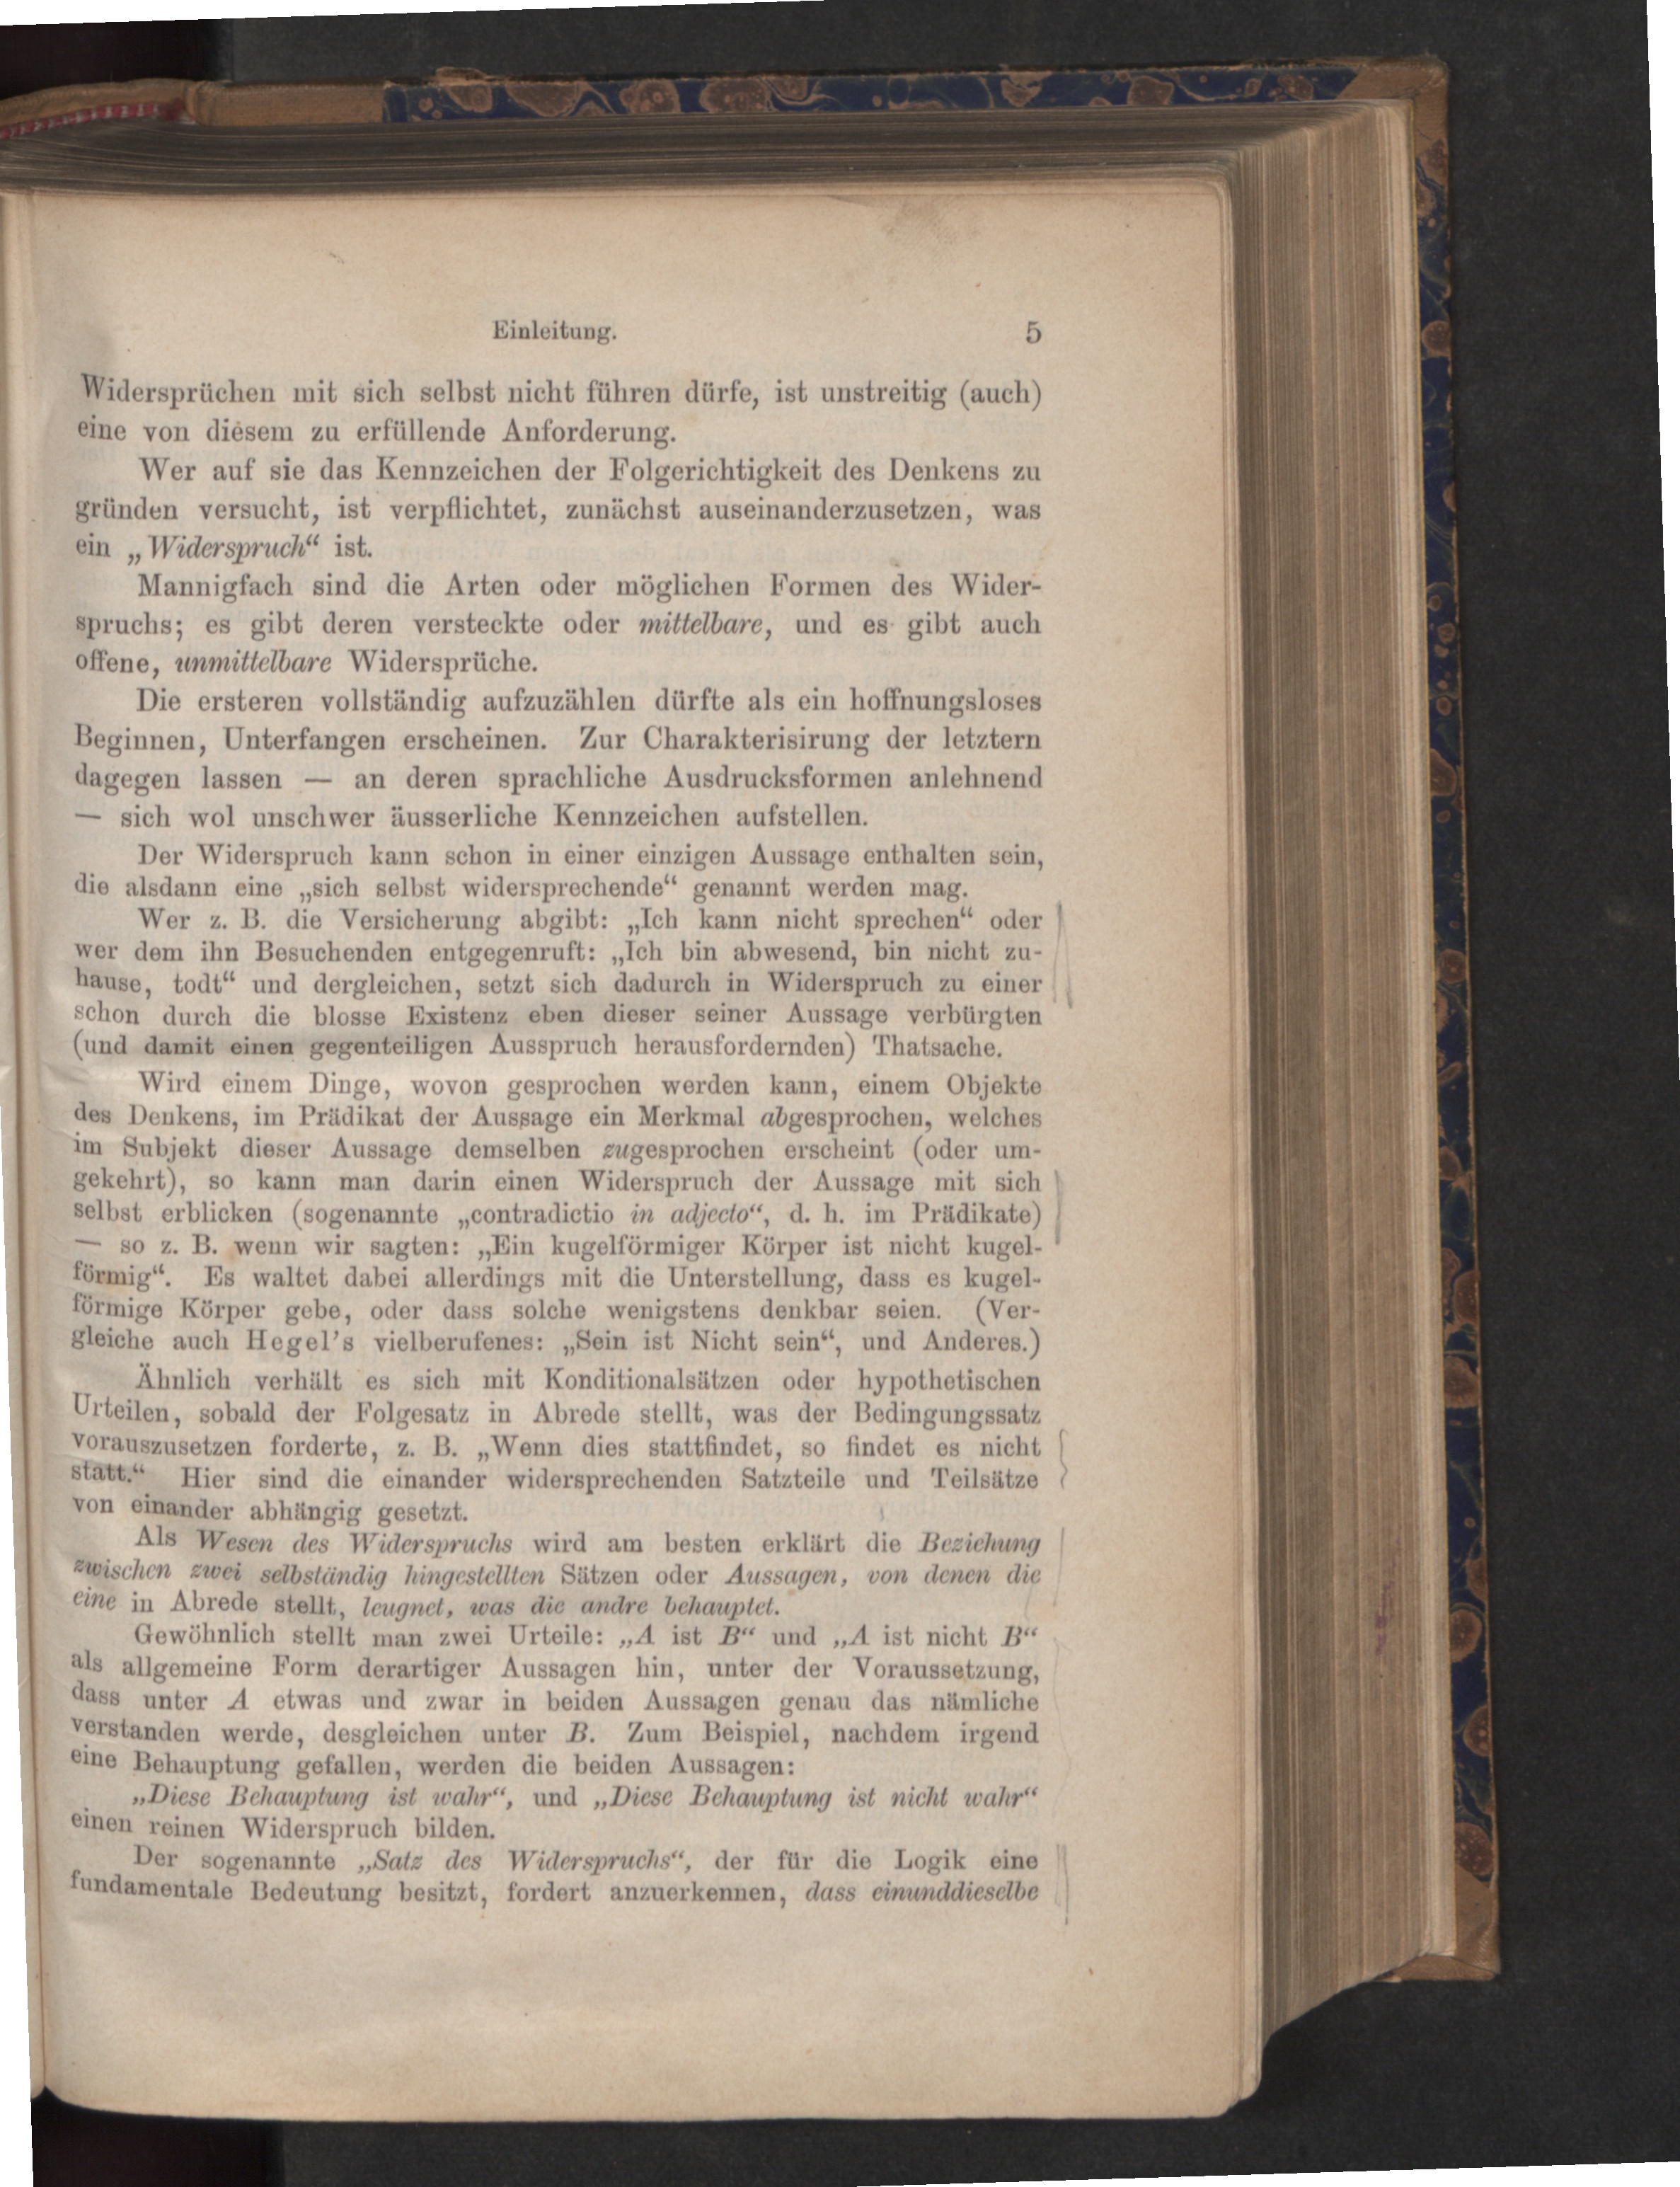 Einleitung. 5
Widersprüchen mit sich selbst nicht führen dürfe, ist unstreitig (auch)
eine von diesem zu erfüllende Anforderung.
Wer auf sie das Kennzeichen der Folgerichtigkeit des Denkens zu
gründen versucht, ist verpflichtet, zunächst auseinanderzusetzen, was
ein „Widerspruch“ ist.
Mannigfach sind die Arten oder möglichen Formen des Wider-
spruchs; es gibt deren versteckte oder mittelbare, und es gibt auch
offene, unmittelbare Widersprüche.
Die ersteren vollständig aufzuzählen dürfte als ein hoffnungsloses
Beginnen, Unterfangen erscheinen. Zur Charakterisirung der letztern
dagegen lassen — an deren sprachliche Ausdrucksformen anlehnend
— sich wol unschwer äusserliche Kennzeichen aufstellen.
Der Widerspruch kann schon in einer einzigen Aussage enthalten sein,
die alsdann eine „sich selbst widersprechende“ genannt werden mag.
Wer z. B. die Versicherung abgibt: „Ich kann nicht sprechen“ oder
wer dem ihn Besuchenden entgegenruft: „Ich bin abwesend, bin nicht zu-
hause, todt“ und dergleichen, setzt sich dadurch in Widerspruch zu einer
schon durch die blosse Existenz eben dieser seiner Aussage verbürgten
(und damit einen gegenteiligen Ausspruch herausfordernden) Thatsache.
Wird einem Dinge, wovon gesprochen werden kann, einem Objekte
des Denkens, im Prädikat der Aussage ein Merkmal abgesprochen, welches
im Subjekt dieser Aussage demselben zugesprochen erscheint (oder um-
gekehrt), so kann man darin einen Widerspruch der Aussage mit sich
selbst erblicken (sogenannte „contradictio in adjecto“, d. h. im Prädikate)
— so z. B. wenn wir sagten: „Ein kugelförmiger Körper ist nicht kugel-
förmig“. Es waltet dabei allerdings mit die Unterstellung, dass es kugel-
förmige Körper gebe, oder dass solche wenigstens denkbar seien. (Ver-
gleiche auch Hegel's vielberufenes: „Sein ist Nicht sein“, und Anderes.)
Ähnlich verhält es sich mit Konditionalsätzen oder hypothetischen
Urteilen, sobald der Folgesatz in Abrede stellt, was der Bedingungssatz
vorauszusetzen forderte, z. B. „Wenn dies stattfindet, so findet es nicht
statt.“ Hier sind die einander widersprechenden Satzteile und Teilsätze
von einander abhängig gesetzt.
Als Wesen des Widerspruchs wird am besten erklärt die Beziehung
zwischen zwei selbständig hingestellten Sätzen oder Aussagen, von denen die
eine in Abrede stellt, leugnet, was die andre behauptet.
Gewöhnlich stellt man zwei Urteile: „A ist B“ und „A ist nicht B“
als allgemeine Form derartiger Aussagen hin, unter der Voraussetzung,
dass unter A etwas und zwar in beiden Aussagen genau das nämliche
verstanden werde, desgleichen unter B. Zum Beispiel, nachdem irgend
eine Behauptung gefallen, werden die beiden Aussagen:
„Diese Behauptung ist wahr“, und „Diese Behauptung ist nicht wahr“
einen reinen Widerspruch bilden.
Der sogenannte „Satz des Widerspruchs“, der für die Logik eine
fundamentale Bedeutung besitzt, fordert anzuerkennen, dass einunddieselbe